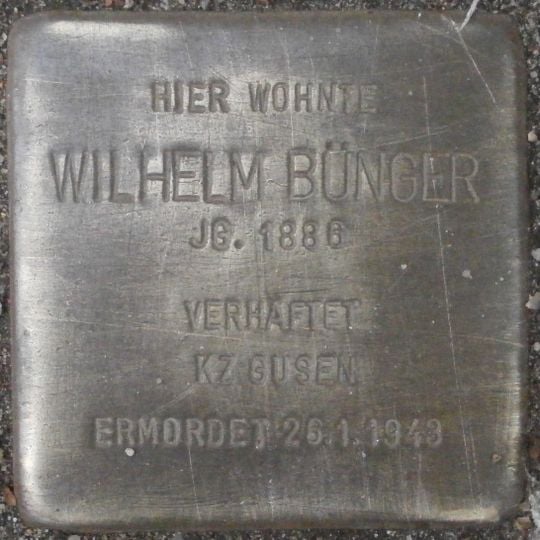 HIER WOHNTE
WILHELM BÜNGER
JG. 1886
VERHAFTET
KZ GUSEN
ERMORDET 26.1.1943